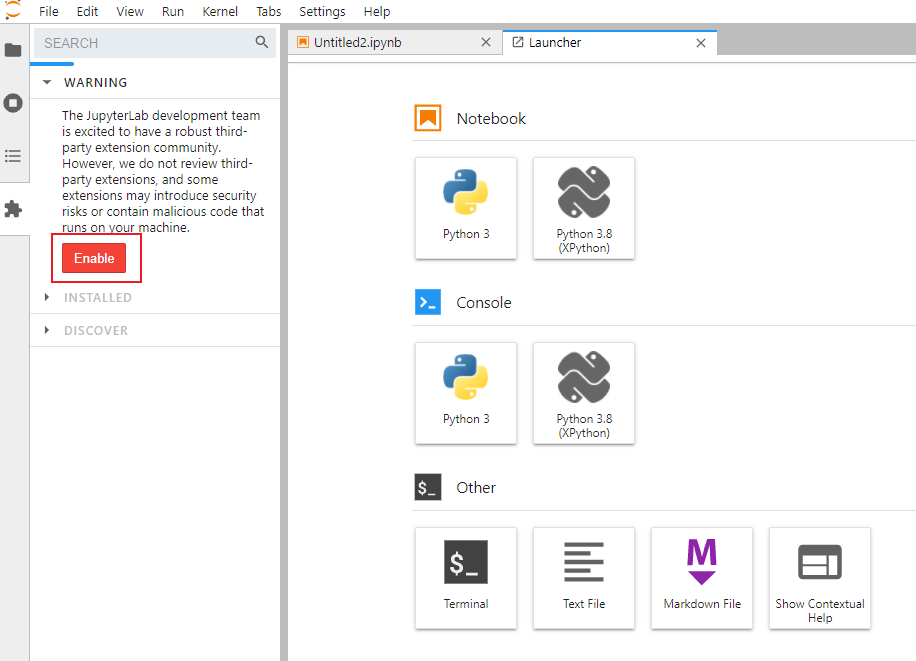 File Edit View Run Kernel Tabs Settings Help
SEARCH
WARNING
The JupyterLab development team
is excited to have a robust third-
party extension community.
However, we do not review third-
party extensions, and some
extensions may introduce security
risks or contain malicious code that
runs on your machine.
Enable
INSTALLED
DISCOVER
Untitled2.ipynb
Launcher
Notebook
Python 3
Python 3.8
(XPython)
Console
Python 3
Python 3.8
(XPython)
$_
Other
$_
Terminal
Text File
M
Markdown File
Show Contextual
Help